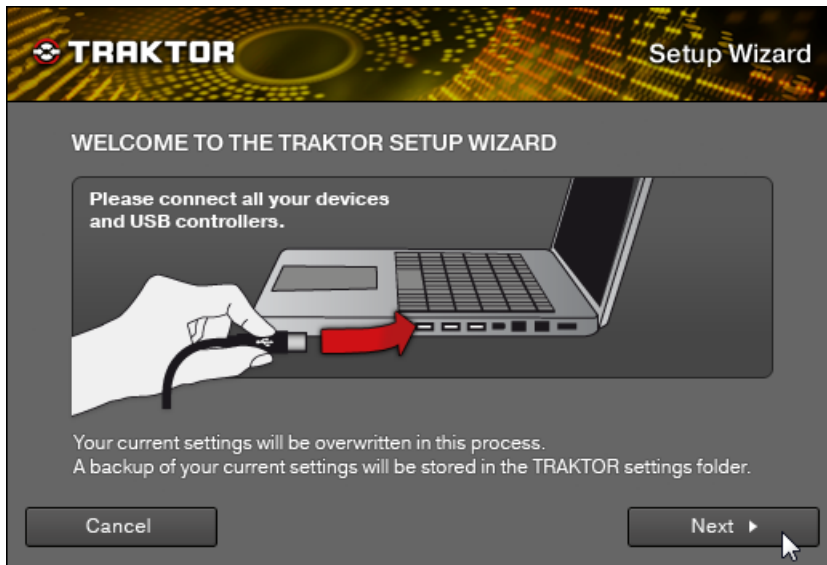 TRAKTOR
Setup Wizard
WELCOME TO THE TRAKTOR SETUP WIZARD
Please connect all your devices
and USB controllers.
Your current settings will be overwritten in this process.
A backup of your current settings will be stored in the TRAKTOR settings folder.
Cancel
Next